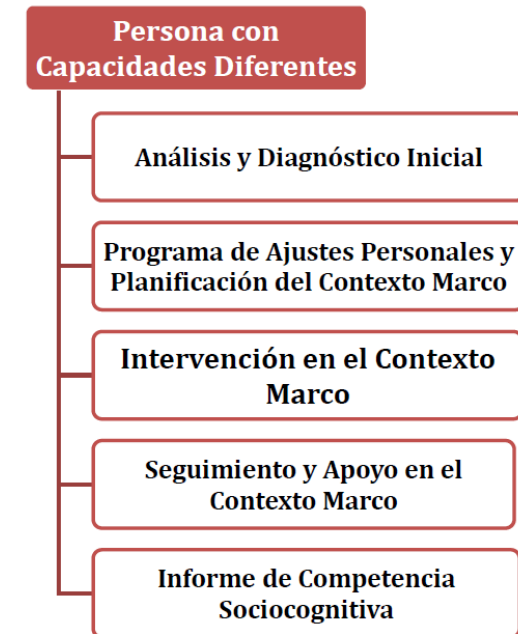 Persona con
Capacidades Diferentes
Análisis y Diagnóstico Inicial
Programa de Ajustes Personales y
Planificación del Contexto Marco
Intervención en el Contexto
Marco
Seguimiento y Apoyo en el
Contexto Marco
Informe de Competencia
Sociocognitiva